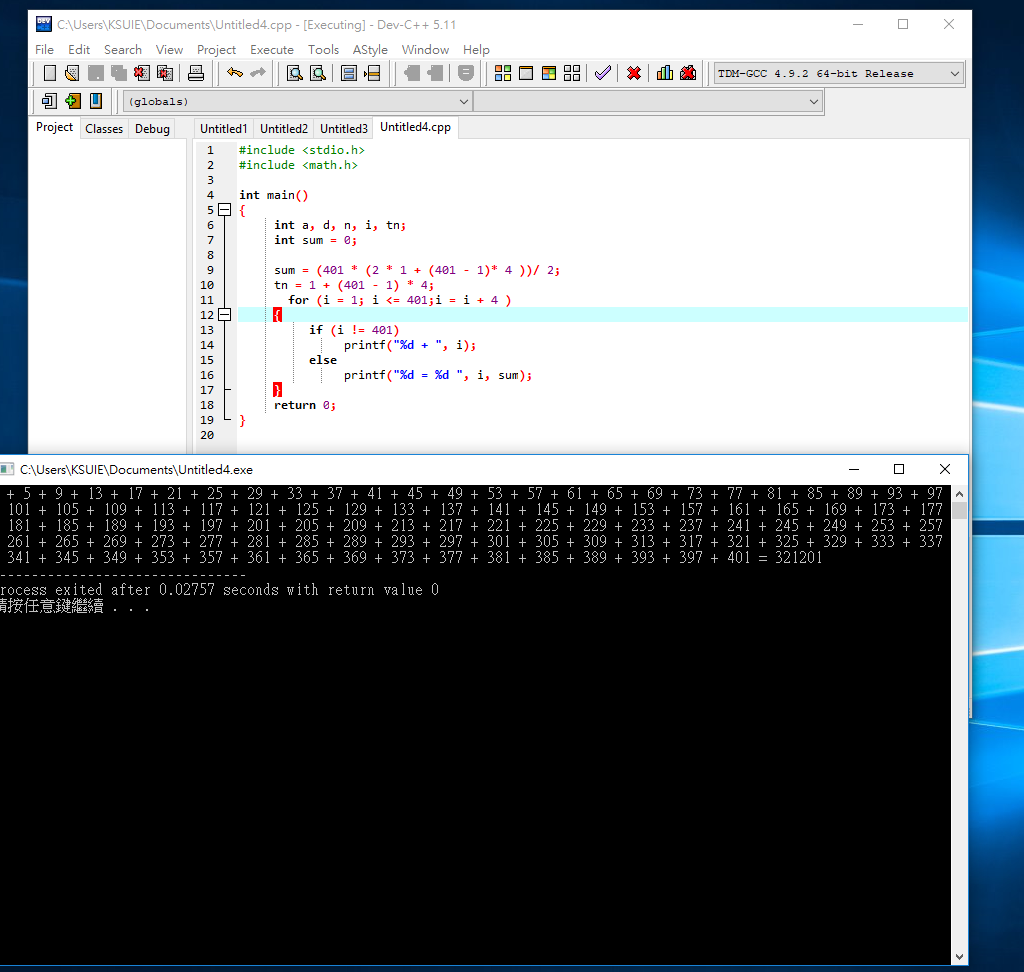 C:\Users\KSUIE\Documents\Untitled4.cpp - [Executing] - Dev-C++ 5.11
File Edit Search View Project Execute Tools AStyle Window Help
TDM-GCC 4.9.2 64-bit Release
(globals)
Project Classes Debug Untitled1 Untitled2 Untitled3 Untitled4.cpp
1 #include <stdio.h>
2 #include <math.h>
3
4 int main()
5 {
6 int a, d, n, i, tn;
7 int sum = 0;
8
9 sum = (401 * (2 * 1 + (401 - 1)* 4 ))/ 2;
10 tn = 1 + (401 - 1) * 4;
11 for (i = 1; i <= 401;i = i + 4 )
12 {
13 if (i != 401)
14 printf("%d + ", i);
15 else
16 printf("%d = %d ", i, sum);
17 }
18 return 0;
19 }
20
C:\Users\KSUIE\Documents\Untitled4.exe
+ 5 + 9 + 13 + 17 + 21 + 25 + 29 + 33 + 37 + 41 + 45 + 49 + 53 + 57 + 61 + 65 + 69 + 73 + 77 + 81 + 85 + 89 + 93 + 97
101 + 105 + 109 + 113 + 117 + 121 + 125 + 129 + 133 + 137 + 141 + 145 + 149 + 153 + 157 + 161 + 165 + 169 + 173 + 177
181 + 185 + 189 + 193 + 197 + 201 + 205 + 209 + 213 + 217 + 221 + 225 + 229 + 233 + 237 + 241 + 245 + 249 + 253 + 257
261 + 265 + 269 + 273 + 277 + 281 + 285 + 289 + 293 + 297 + 301 + 305 + 309 + 313 + 317 + 321 + 325 + 329 + 333 + 337
341 + 345 + 349 + 353 + 357 + 361 + 365 + 369 + 373 + 377 + 381 + 385 + 389 + 393 + 397 + 401 = 321201
-------------------------------
rocess exited after 0.02757 seconds with return value 0
請按任意鍵繼續 . . .